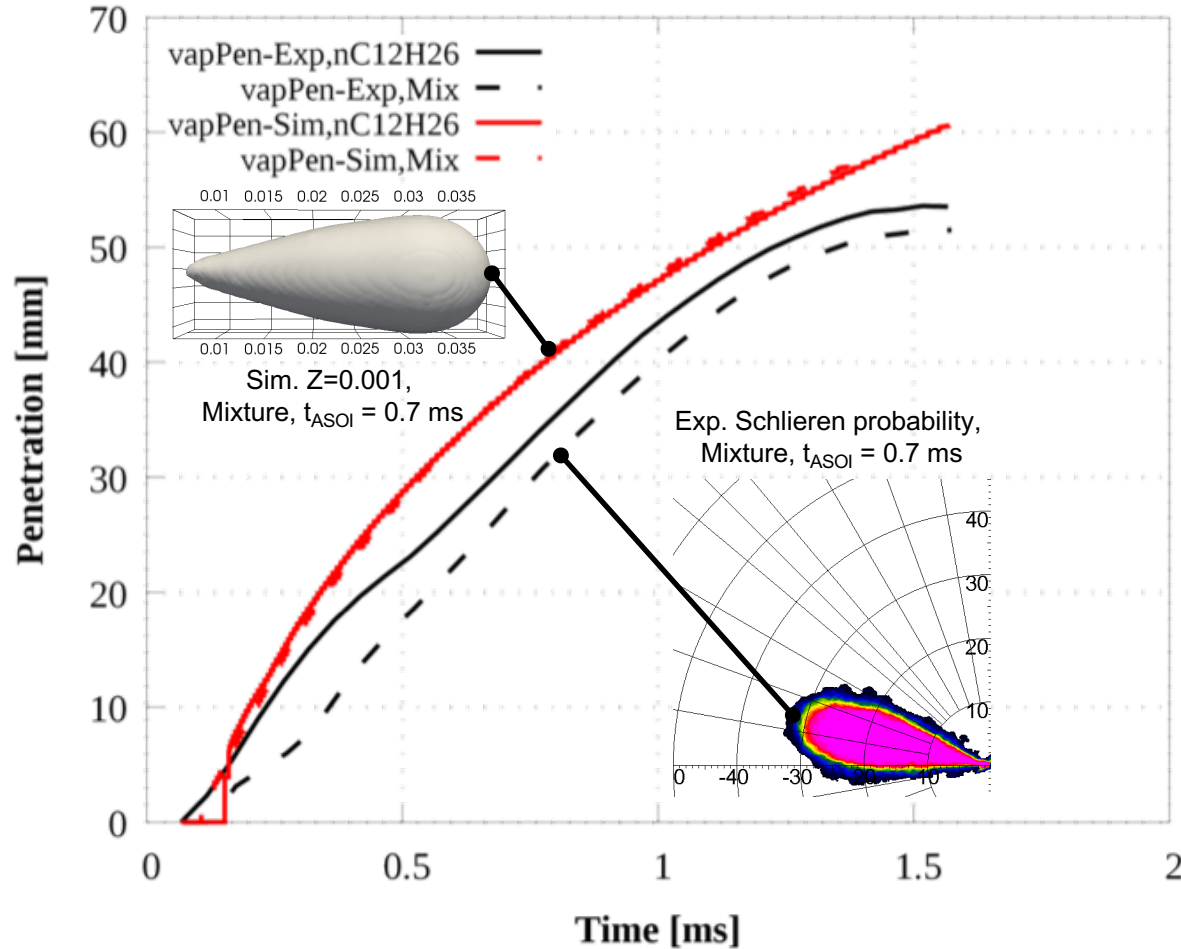 70
60
50
40
30
20
10
0
Penetration [mm]
vapPen-Exp,nC12H26
vapPen-Exp,Mix
vapPen-Sim,nC12H26
vapPen-Sim,Mix
0.01 0.015 0.02 0.025 0.03 0.035
0.01 0.015 0.02 0.025 0.03 0.035
Sim. Z=0.001,
Mixture, tASOI = 0.7 ms
Exp. Schlieren probability,
Mixture, tASOI = 0.7 ms
40
30
20
10
0 -40 -30 -20 -10
0 0.5 1 1.5 2
Time [ms]